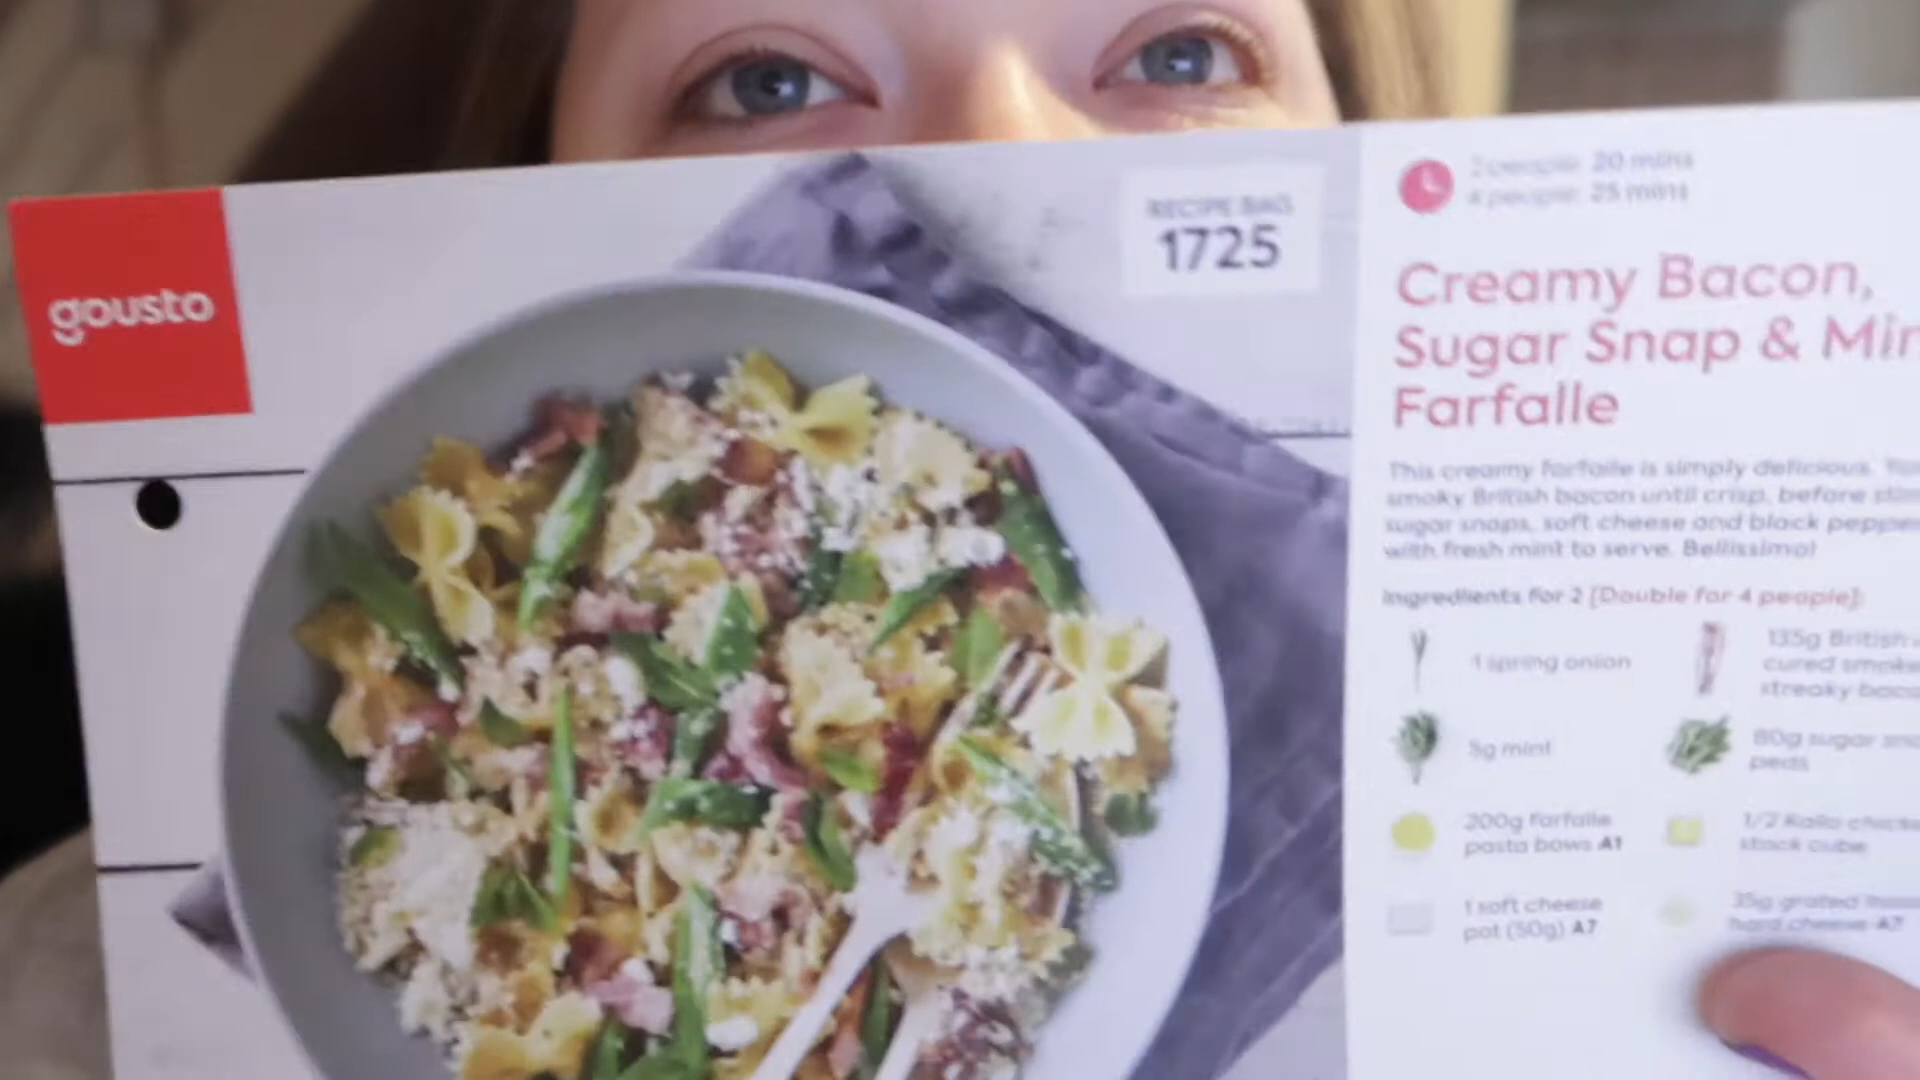 gousto
RECIPE BAG
1725
2 people: 20 mins
4 people: 25 mins
Creamy Bacon,
Sugar Snap & Min
Farfalle
This creamy farfalle is simply delicious.
smoky British bacon until crisp, before
sugar snaps, soft cheese and black pepper
with fresh mint to serve. Bellissimo!
Ingredients for 2 [Double for 4 people]:
1 spring onion
135g British
cured smoke
streaky baco
5g mint
80g sugar sna
peas
200g farfalle
pasta bows A1
1/2 Kallo chicke
stock cube
1 soft cheese
pot (50g) A7
35g grated
hard cheese A7